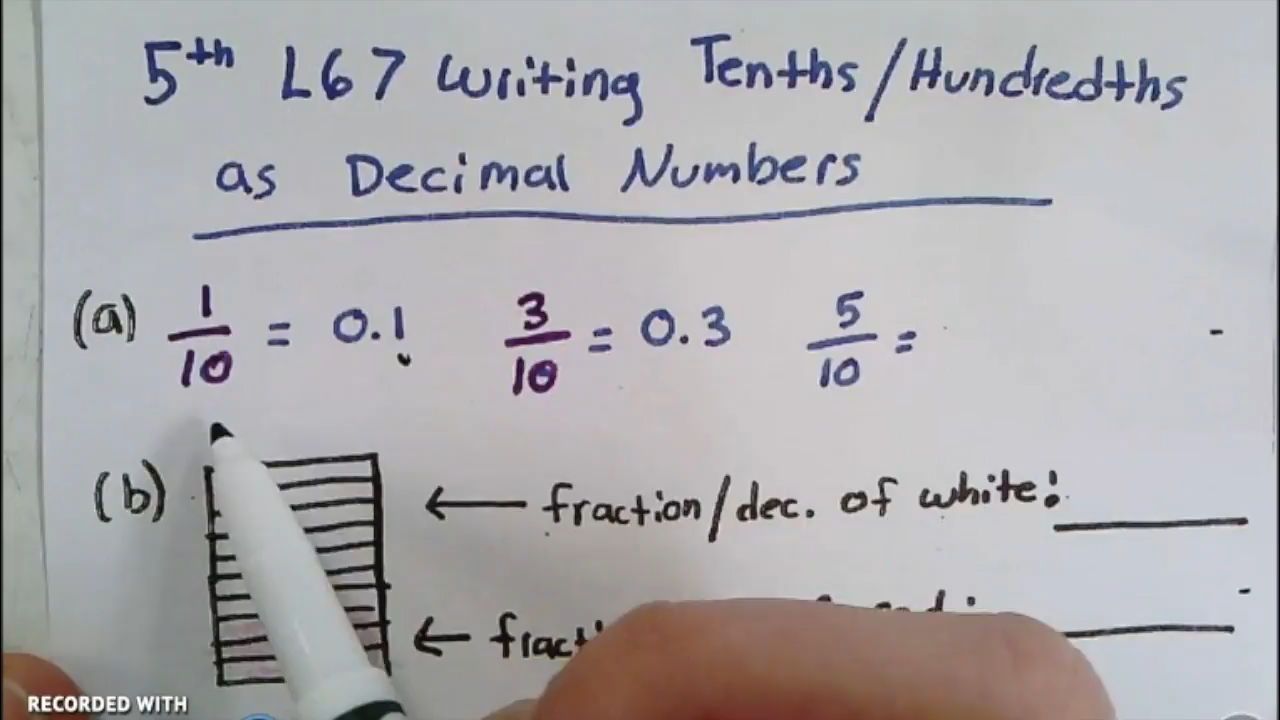 5th L67 Writing Tenths/Hundredths
as Decimal Numbers
(a) 1/10 = 0.1 3/10 = 0.3 5/10 =
(b) ← fraction/dec. of white:
←
RECORDED WITH